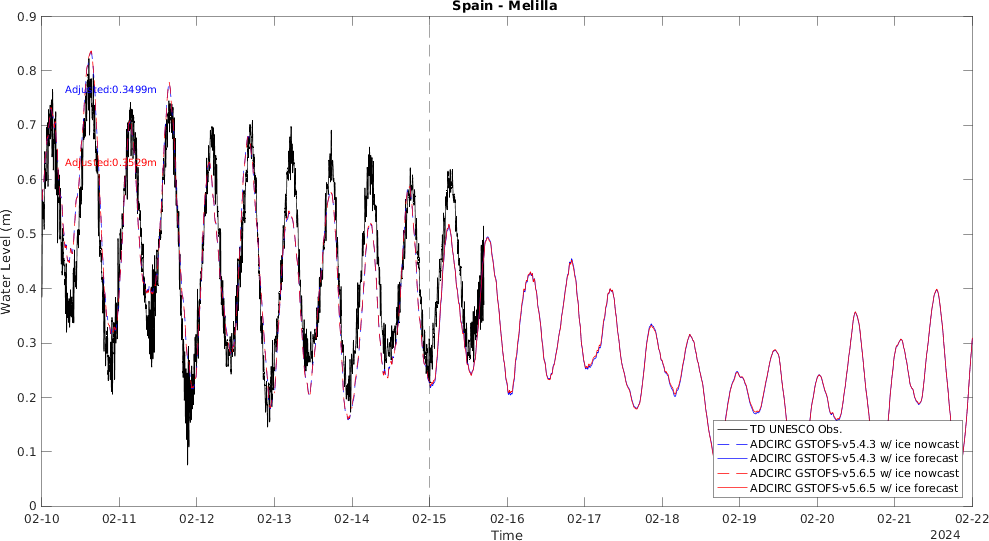 Spain - Melilla
0.9
0.8
0.7
0.6
0.5
0.4
0.3
0.2
0.1
0
Water Level (m)
Adjusted:0.3499m
Adjusted:0.3529m
TD UNESCO Obs.
ADCIRC GSTOFS-v5.4.3 w/ ice nowcast
ADCIRC GSTOFS-v5.4.3 w/ ice forecast
ADCIRC GSTOFS-v5.6.5 w/ ice nowcast
ADCIRC GSTOFS-v5.6.5 w/ ice forecast
02-10 02-11 02-12 02-13 02-14 02-15 02-16 02-17 02-18 02-19 02-20 02-21 02-22
Time
2024